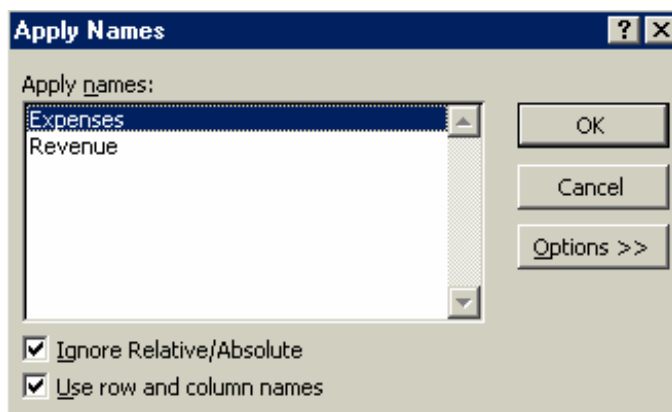 Apply Names
Apply names:
Expenses
Revenue
OK
Cancel
Options >>
Ignore Relative/Absolute
Use row and column names